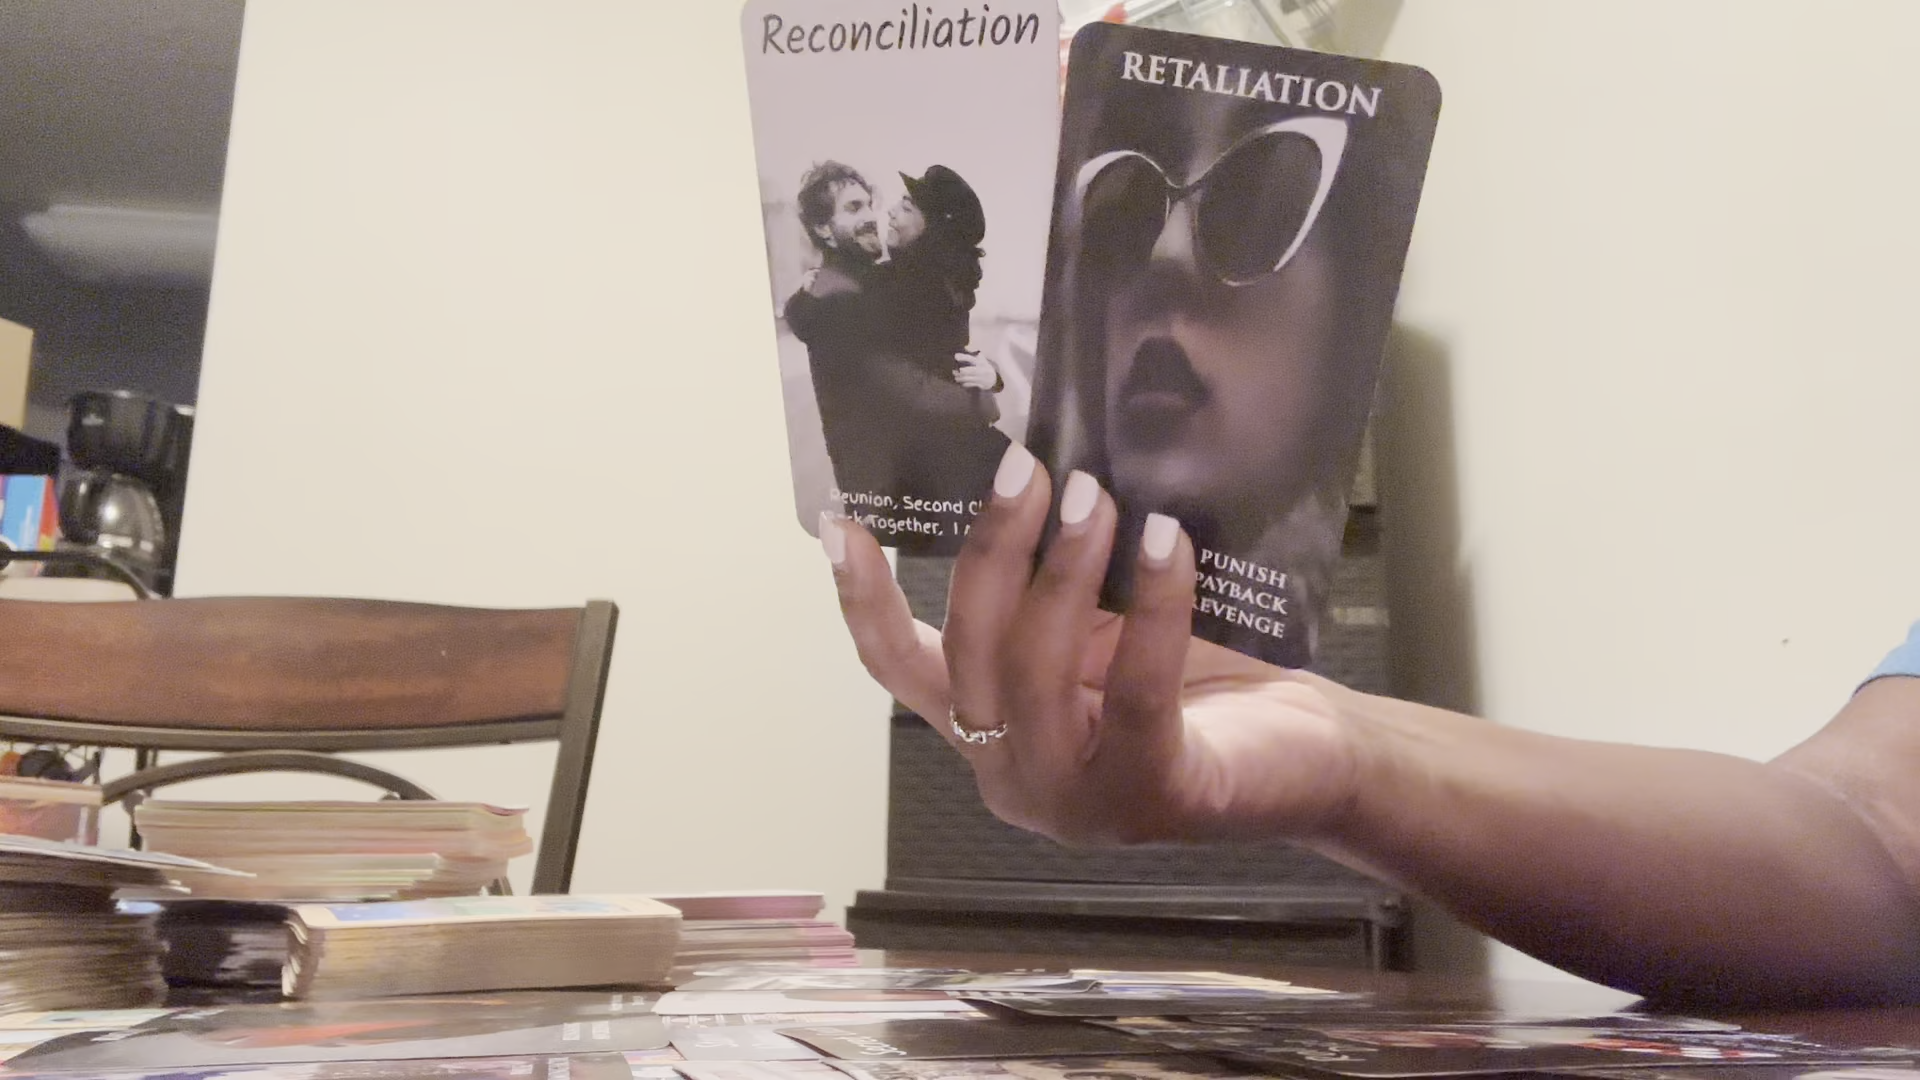 Reconciliation
Reunion, Second
Together, I
RETALIATION
PUNISH
PAYBACK
REVENGE